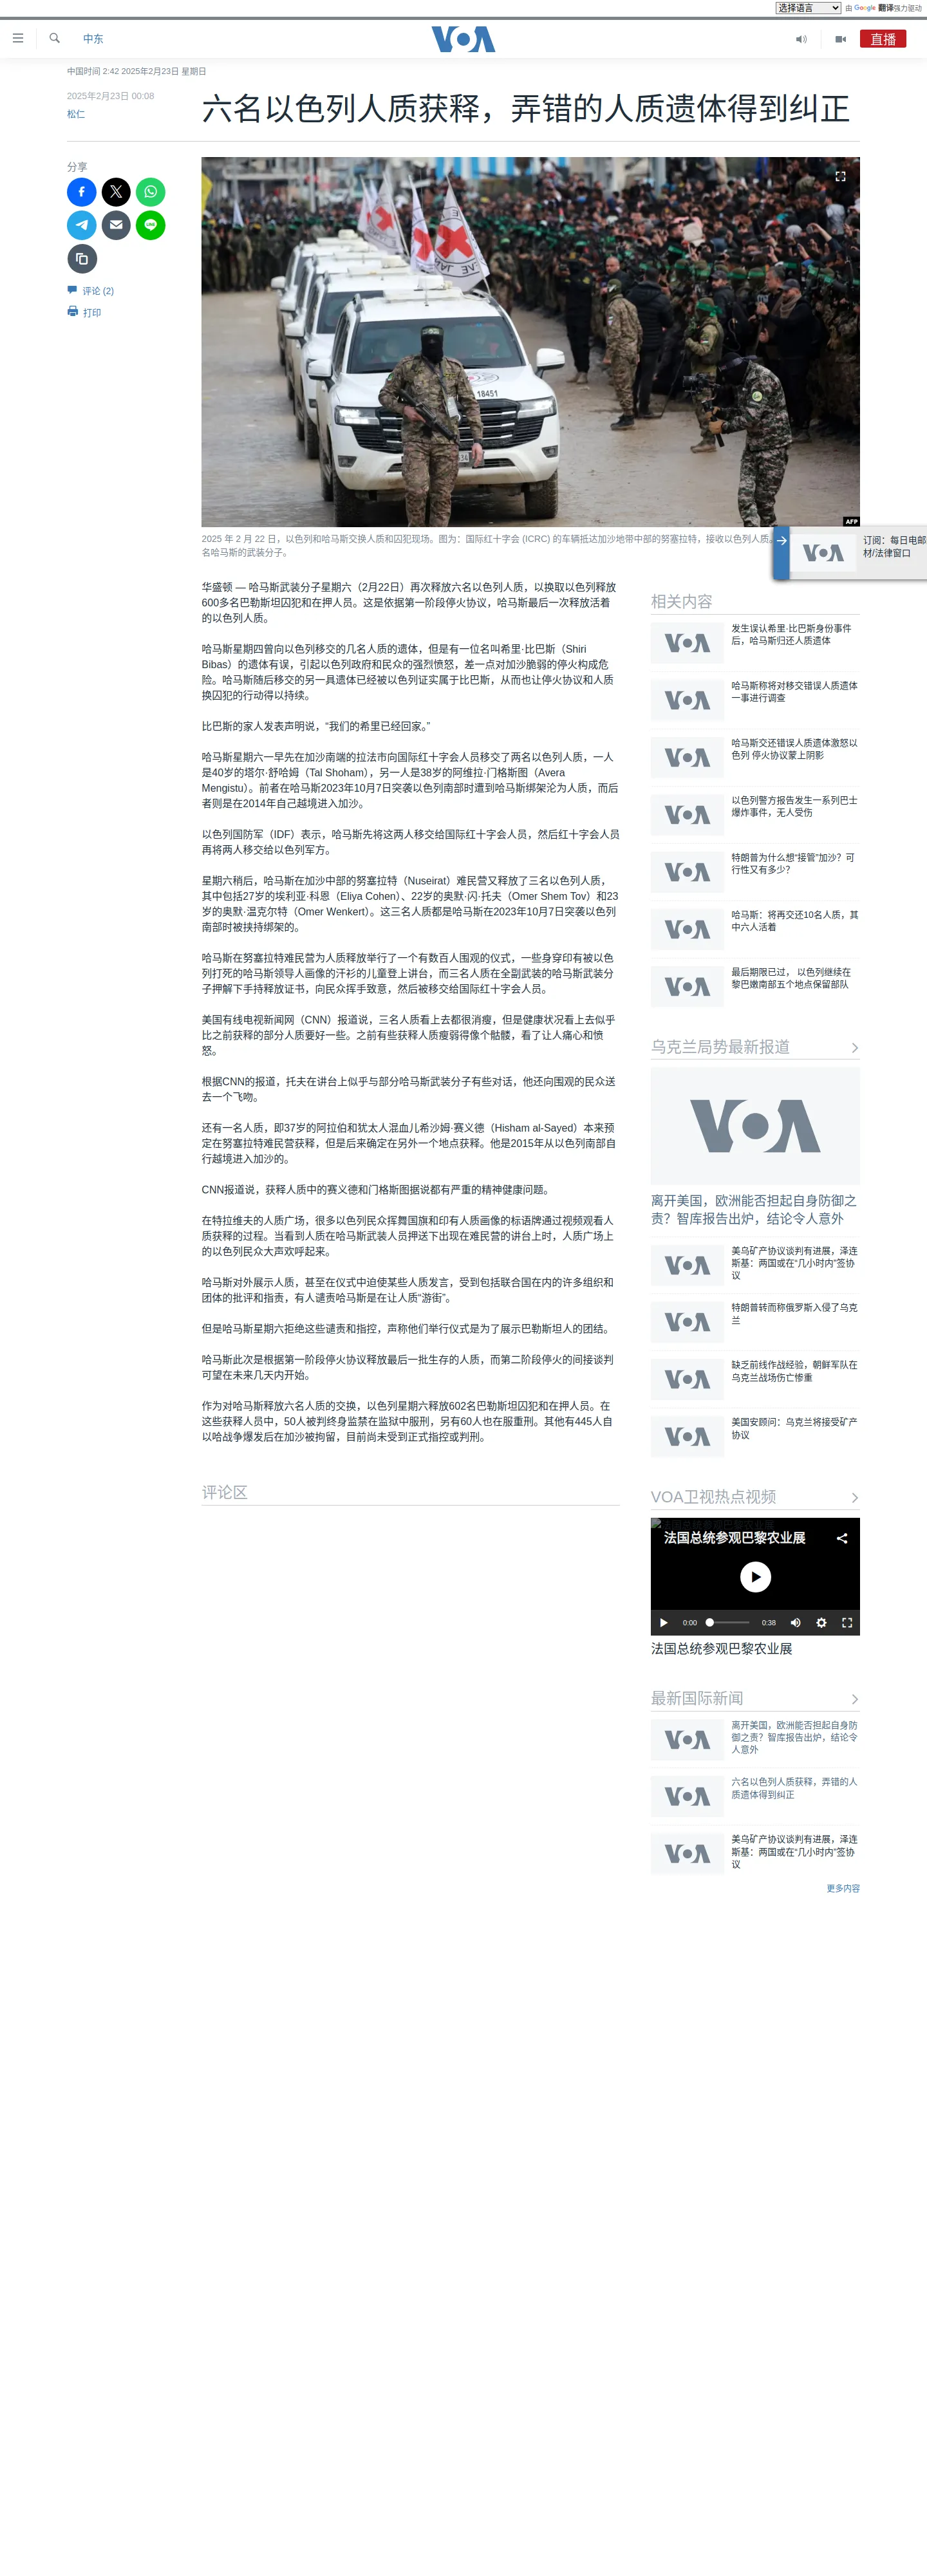 选择语言
由 Google 翻译强力驱动
中东
VOA
直播
中国时间 2:42 2025年2月23日 星期日
2025年2月23日 00:08
松仁
六名以色列人质获释，弄错的人质遗体得到纠正
分享
LINE
评论 (2)
打印
18451
AFP
2025 年 2 月 22 日，以色列和哈马斯交换人质和囚犯现场。图为：国际红十字会 (ICRC) 的车辆抵达加沙地带中部的努塞拉特，接收以色列人质。
名哈马斯的武装分子。
订阅：每日电邮
材/法律窗口
华盛顿 — 哈马斯武装分子星期六（2月22日）再次释放六名以色列人质，以换取以色列释放
600多名巴勒斯坦囚犯和在押人员。这是依据第一阶段停火协议，哈马斯最后一次释放活着
的以色列人质。
哈马斯星期四曾向以色列移交的几名人质的遗体，但是有一位名叫希里·比巴斯（Shiri
Bibas）的遗体有误，引起以色列政府和民众的强烈愤怒，差一点对加沙脆弱的停火构成危
险。哈马斯随后移交的另一具遗体已经被以色列证实属于比巴斯，从而也让停火协议和人质
换囚犯的行动得以持续。
比巴斯的家人发表声明说，“我们的希里已经回家。”
哈马斯星期六一早先在加沙南端的拉法市向国际红十字会人员移交了两名以色列人质，一人
是40岁的塔尔·舒哈姆（Tal Shoham），另一人是38岁的阿维拉·门格斯图（Avera
Mengistu）。前者在哈马斯2023年10月7日突袭以色列南部时遭到哈马斯绑架沦为人质，而后
者则是在2014年自己越境进入加沙。
以色列国防军（IDF）表示，哈马斯先将这两人移交给国际红十字会人员，然后红十字会人员
再将两人移交给以色列军方。
星期六稍后，哈马斯在加沙中部的努塞拉特（Nuseirat）难民营又释放了三名以色列人质，
其中包括27岁的埃利亚·科恩（Eliya Cohen）、22岁的奥默·闪·托夫（Omer Shem Tov）和23
岁的奥默·温克尔特（Omer Wenkert）。这三名人质都是哈马斯在2023年10月7日突袭以色列
南部时被挟持绑架的。
哈马斯在努塞拉特难民营为人质释放举行了一个有数百人围观的仪式，一些身穿印有被以色
列打死的哈马斯领导人画像的汗衫的儿童登上讲台，而三名人质在全副武装的哈马斯武装分
子押解下手持释放证书，向民众挥手致意，然后被移交给国际红十字会人员。
美国有线电视新闻网（CNN）报道说，三名人质看上去都很消瘦，但是健康状况看上去似乎
比之前获释的部分人质要好一些。之前有些获释人质瘦弱得像个骷髅，看了让人痛心和愤
怒。
根据CNN的报道，托夫在讲台上似乎与部分哈马斯武装分子有些对话，他还向围观的民众送
去一个飞吻。
还有一名人质，即37岁的阿拉伯和犹太人混血儿希沙姆·赛义德（Hisham al-Sayed）本来预
定在努塞拉特难民营获释，但是后来确定在另外一个地点获释。他是2015年从以色列南部自
行越境进入加沙的。
CNN报道说，获释人质中的赛义德和门格斯图据说都有严重的精神健康问题。
在特拉维夫的人质广场，很多以色列民众挥舞国旗和印有人质画像的标语牌通过视频观看人
质获释的过程。当看到人质在哈马斯武装人员押送下出现在难民营的讲台上时，人质广场上
的以色列民众大声欢呼起来。
哈马斯对外展示人质，甚至在仪式中迫使某些人质发言，受到包括联合国在内的许多组织和
团体的批评和指责，有人谴责哈马斯是在让人质“游街”。
但是哈马斯星期六拒绝这些谴责和指控，声称他们举行仪式是为了展示巴勒斯坦人的团结。
哈马斯此次是根据第一阶段停火协议释放最后一批生存的人质，而第二阶段停火的间接谈判
可望在未来几天内开始。
作为对哈马斯释放六名人质的交换，以色列星期六释放602名巴勒斯坦囚犯和在押人员。在
这些获释人员中，50人被判终身监禁在监狱中服刑，另有60人也在服重刑。其他有445人自
以哈战争爆发后在加沙被拘留，目前尚未受到正式指控或判刑。
评论区
相关内容
VOA
发生误认希里·比巴斯身份事件
后，哈马斯归还人质遗体
VOA
哈马斯称将对移交错误人质遗体
一事进行调查
VOA
哈马斯交还错误人质遗体激怒以
色列 停火协议蒙上阴影
VOA
以色列警方报告发生一系列巴士
爆炸事件，无人受伤
VOA
特朗普为什么想“接管”加沙？可
行性又有多少？
VOA
哈马斯：将再交还10名人质，其
中六人活着
VOA
最后期限已过， 以色列继续在
黎巴嫩南部五个地点保留部队
乌克兰局势最新报道
VOA
离开美国，欧洲能否担起自身防御之
责？智库报告出炉，结论令人意外
VOA
美乌矿产协议谈判有进展，泽连
斯基：两国或在“几小时内”签协
议
VOA
特朗普转而称俄罗斯入侵了乌克
兰
VOA
缺乏前线作战经验，朝鲜军队在
乌克兰战场伤亡惨重
VOA
美国安顾问：乌克兰将接受矿产
协议
VOA卫视热点视频
法国总统参观巴黎农业展
0:00
0:38
法国总统参观巴黎农业展
最新国际新闻
VOA
离开美国，欧洲能否担起自身防
御之责？智库报告出炉，结论令
人意外
VOA
六名以色列人质获释，弄错的人
质遗体得到纠正
VOA
美乌矿产协议谈判有进展，泽连
斯基：两国或在“几小时内”签协
议
更多内容